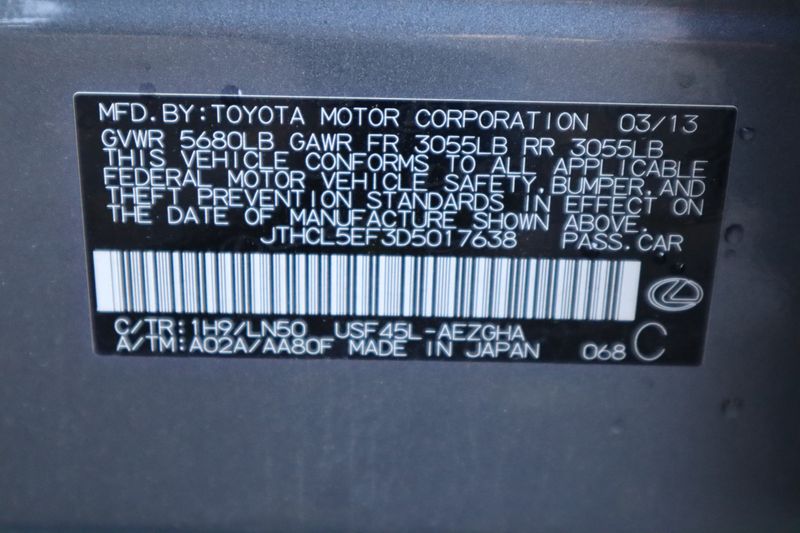 MFD. BY: TOYOTA MOTOR CORPORATION 03/13
GVWR 5680LB GAWR FR 3055LB RR 3055LB
THIS VEHICLE CONFORMS TO ALL APPLICABLE
FEDERAL MOTOR VEHICLE SAFETY, BUMPER, AND
THEFT PREVENTION STANDARDS IN EFFECT ON
THE DATE OF MANUFACTURE SHOWN ABOVE.
JTHCL5EF3D5017638 PASS. CAR
C/TR: 1H9/LN50 USF45L-AEZGHA
A/TM: A02A/AA80F MADE IN JAPAN 068 C